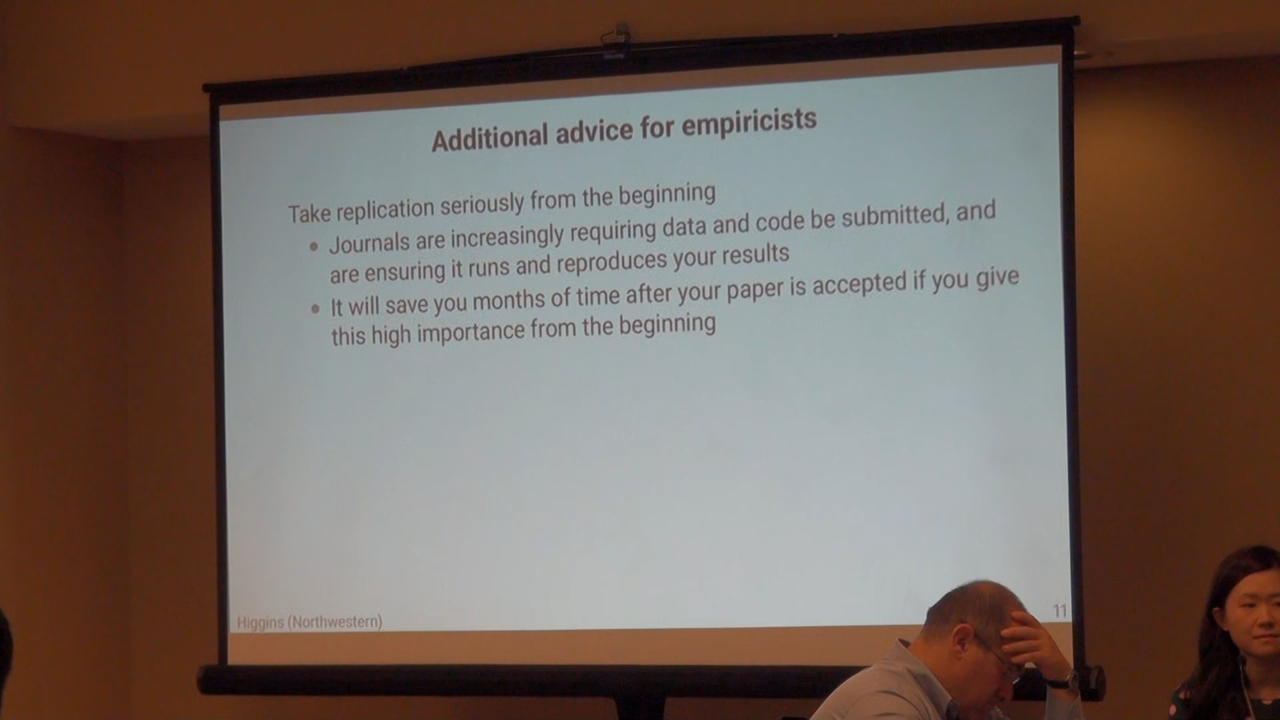 Additional advice for empiricists
Take replication seriously from the beginning
• Journals are increasingly requiring data and code be submitted, and
are ensuring it runs and reproduces your results
• It will save you months of time after your paper is accepted if you give
this high importance from the beginning
Higgins (Northwestern)
11